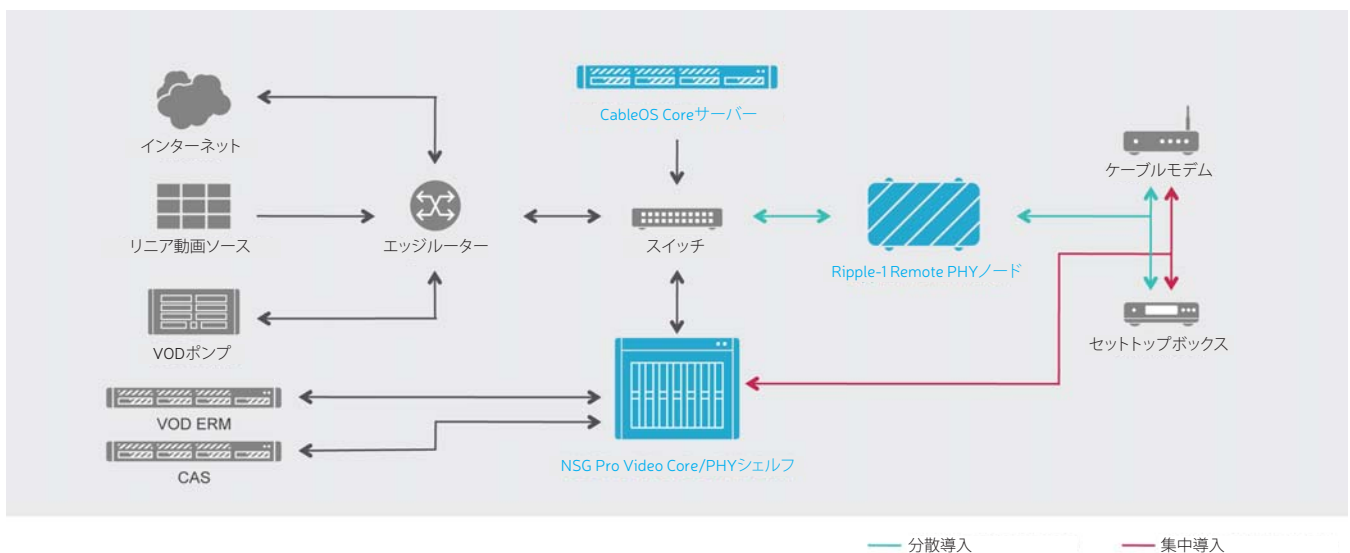 CableOS Coreサーバー
インターネット
ケーブルモデム
リニア動画ソース
エッジルーター
スイッチ
Ripple-1 Remote PHYノード
VODポンプ
セットトップボックス
VOD ERM
NSG Pro Video Core/PHYシェルフ
CAS
分散導入
集中導入